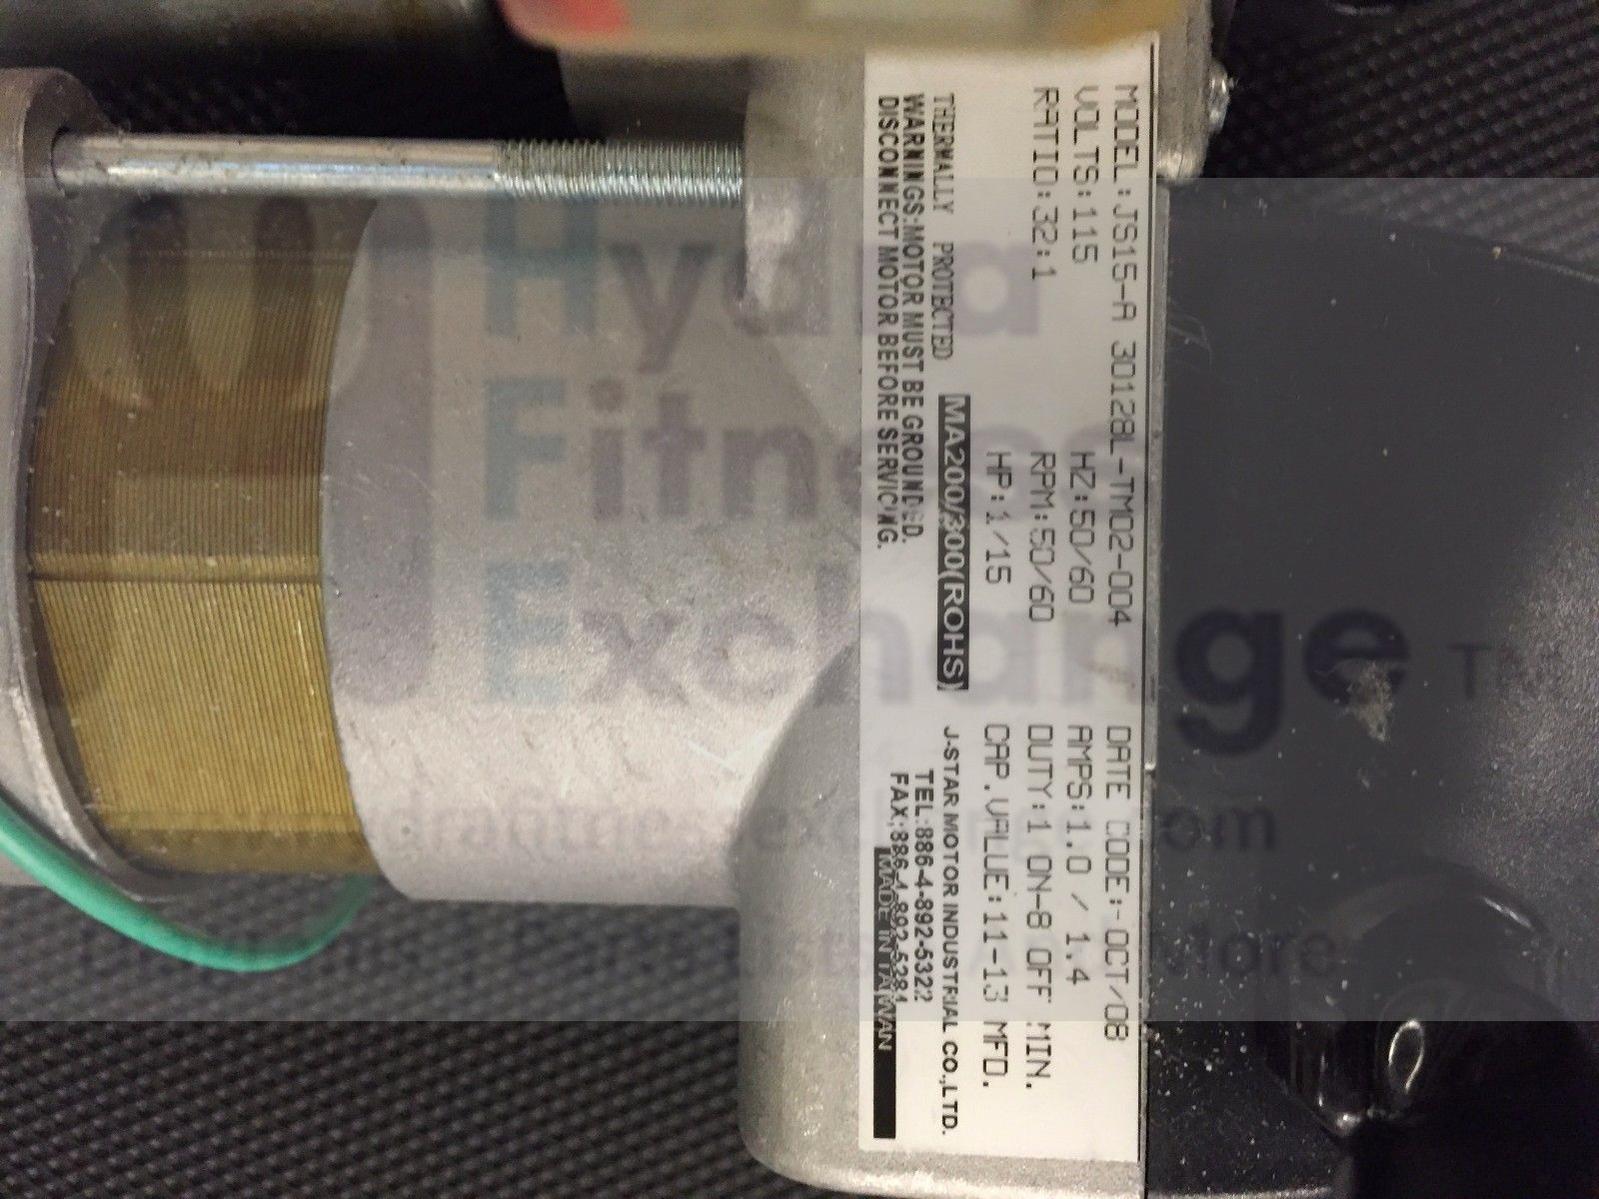 MODEL:JS15-A 30128L-TM02-004 DATE CODE:-OCT/08
VOLTS:115 HZ:50/60 AMPS:1.0 / 1.4
RATIO:32:1 RPM:50/60 DUTY:1 ON-8 OFF MIN.
HP:1/15 CAP.VALUE:11-13 MFD.
THERMALLY PROTECTED MA200/300(ROHS) J-STAR MOTOR INDUSTRIAL CO.,LTD.
WARNINGS:MOTOR MUST BE GROUNDED. TEL:886-4-892-5322
DISCONNECT MOTOR BEFORE SERVICING. FAX:886-4-892-5281
MADE IN TAIWAN
Hydra
Fitness
Exchange TM